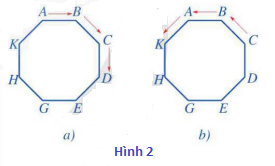 A B A B
K C K C
H D H D
G E G E
a) b)
Hình 2